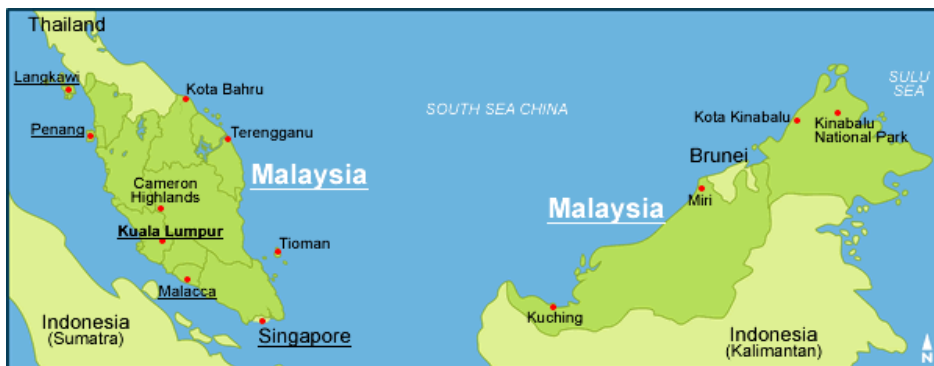 Thailand
Langkawi
Kota Bahru
Penang
Terengganu
Malaysia
Cameron
Highlands
Kuala Lumpur
Tioman
Malacca
Singapore
Indonesia
(Sumatra)
SOUTH SEA CHINA
SULU
SEA
Kota Kinabalu
Kinabalu
National Park
Brunei
Miri
Malaysia
Kuching
Indonesia
(Kalimantan)
N